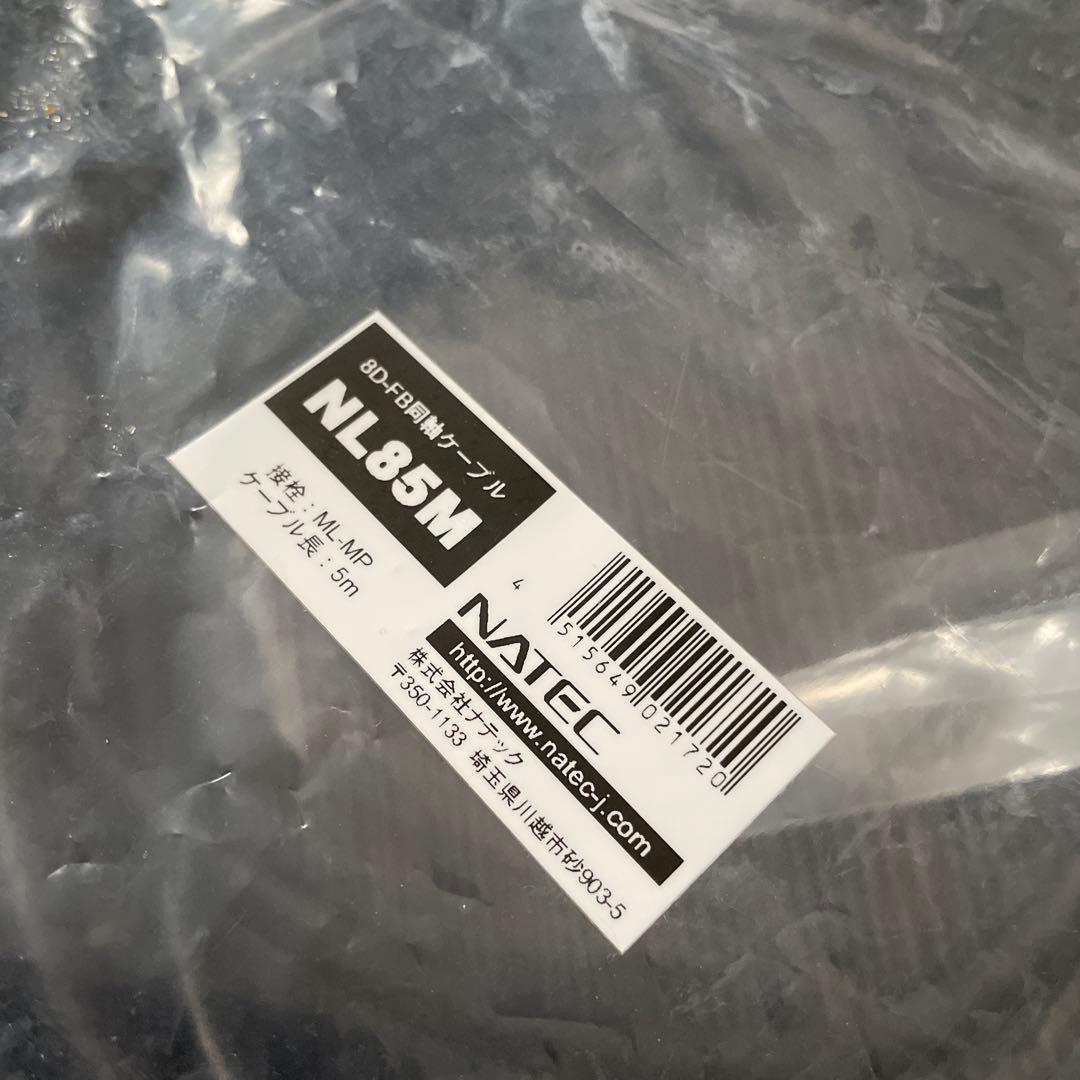 8D-FB同軸ケーブル
NL85M
接栓：ML-MP
ケーブル長：5m
4 515649 021720
NATEC
http://www.natec-j.com
株式会社ナテック
〒350-1133 埼玉県川越市砂903-5